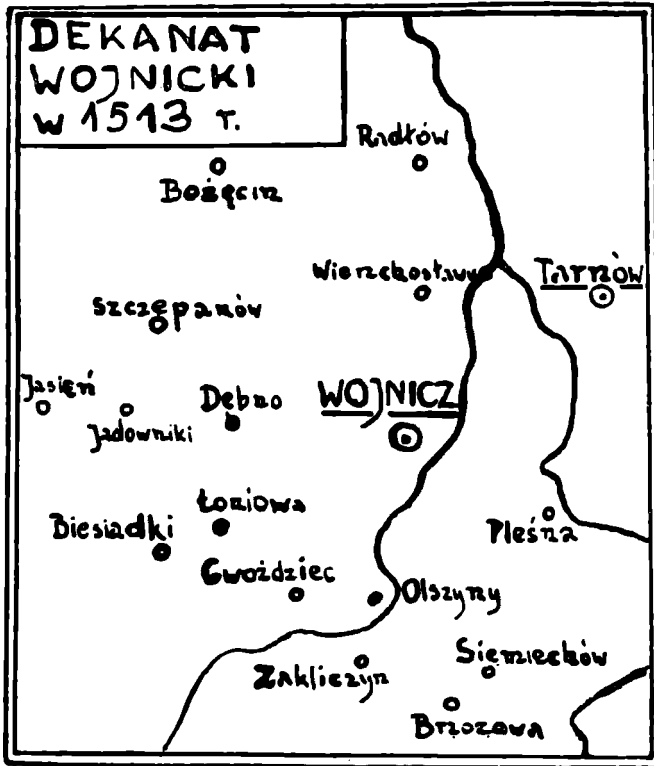 DEKANAT
WOJNICKI
w 1513 r.
Radłów
Bożęcin
Wierzchosławice
Tarnów
Szczepanów
Jasień
Jadowniki
Dębno
WOJNICZ
Łoniowa
Biesiadki
Pleśna
Gwoździec
Olszyny
Siemiechów
Zakliczyn
Brzozowa